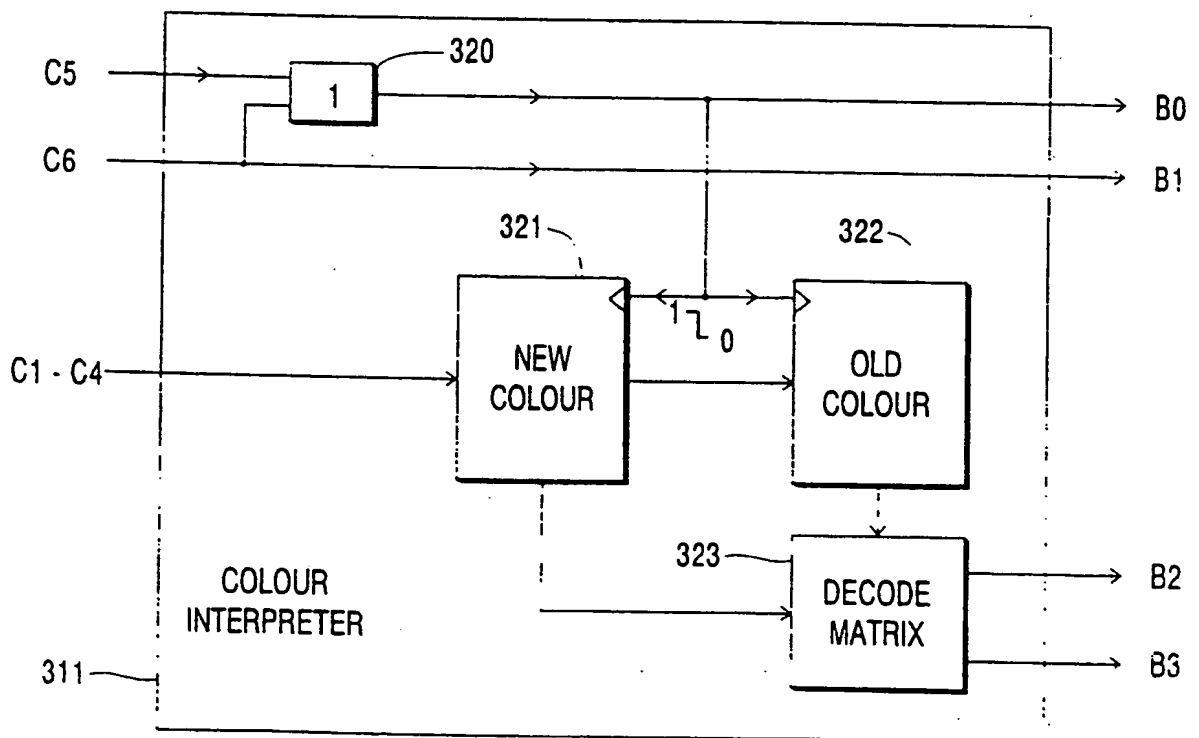 C5
320
1
B0
C6
B1
321
322
1
0
C1 - C4
NEW
COLOUR
OLD
COLOUR
323
B2
COLOUR
INTERPRETER
DECODE
MATRIX
311
B3